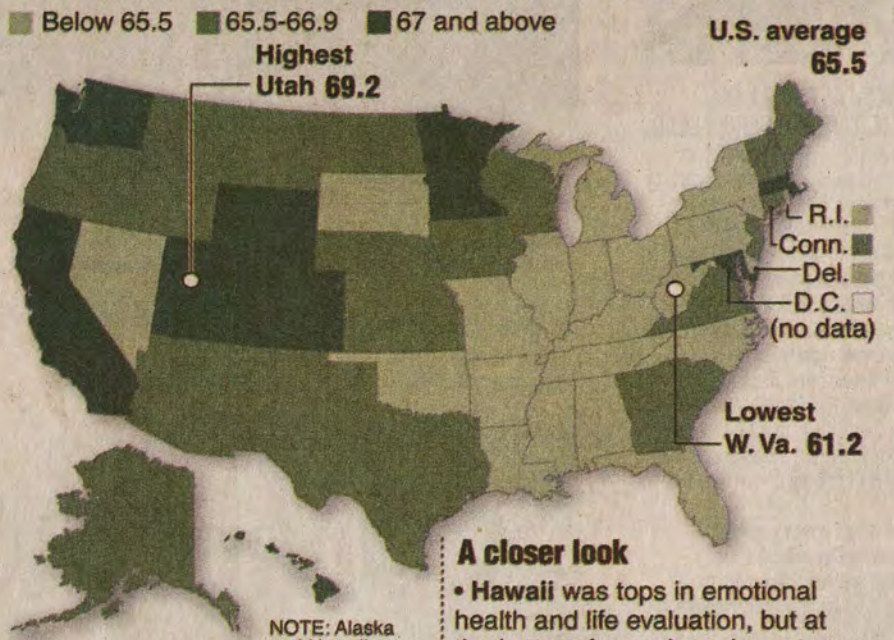 Below 65.5 65.5-66.9 67 and above
U.S. average
65.5
Highest
Utah 69.2
R.I.
Conn.
Del.
D.C.
(no data)
Lowest
W. Va. 61.2
NOTE: Alaska
A closer look
• Hawaii was tops in emotional
health and life evaluation, but at